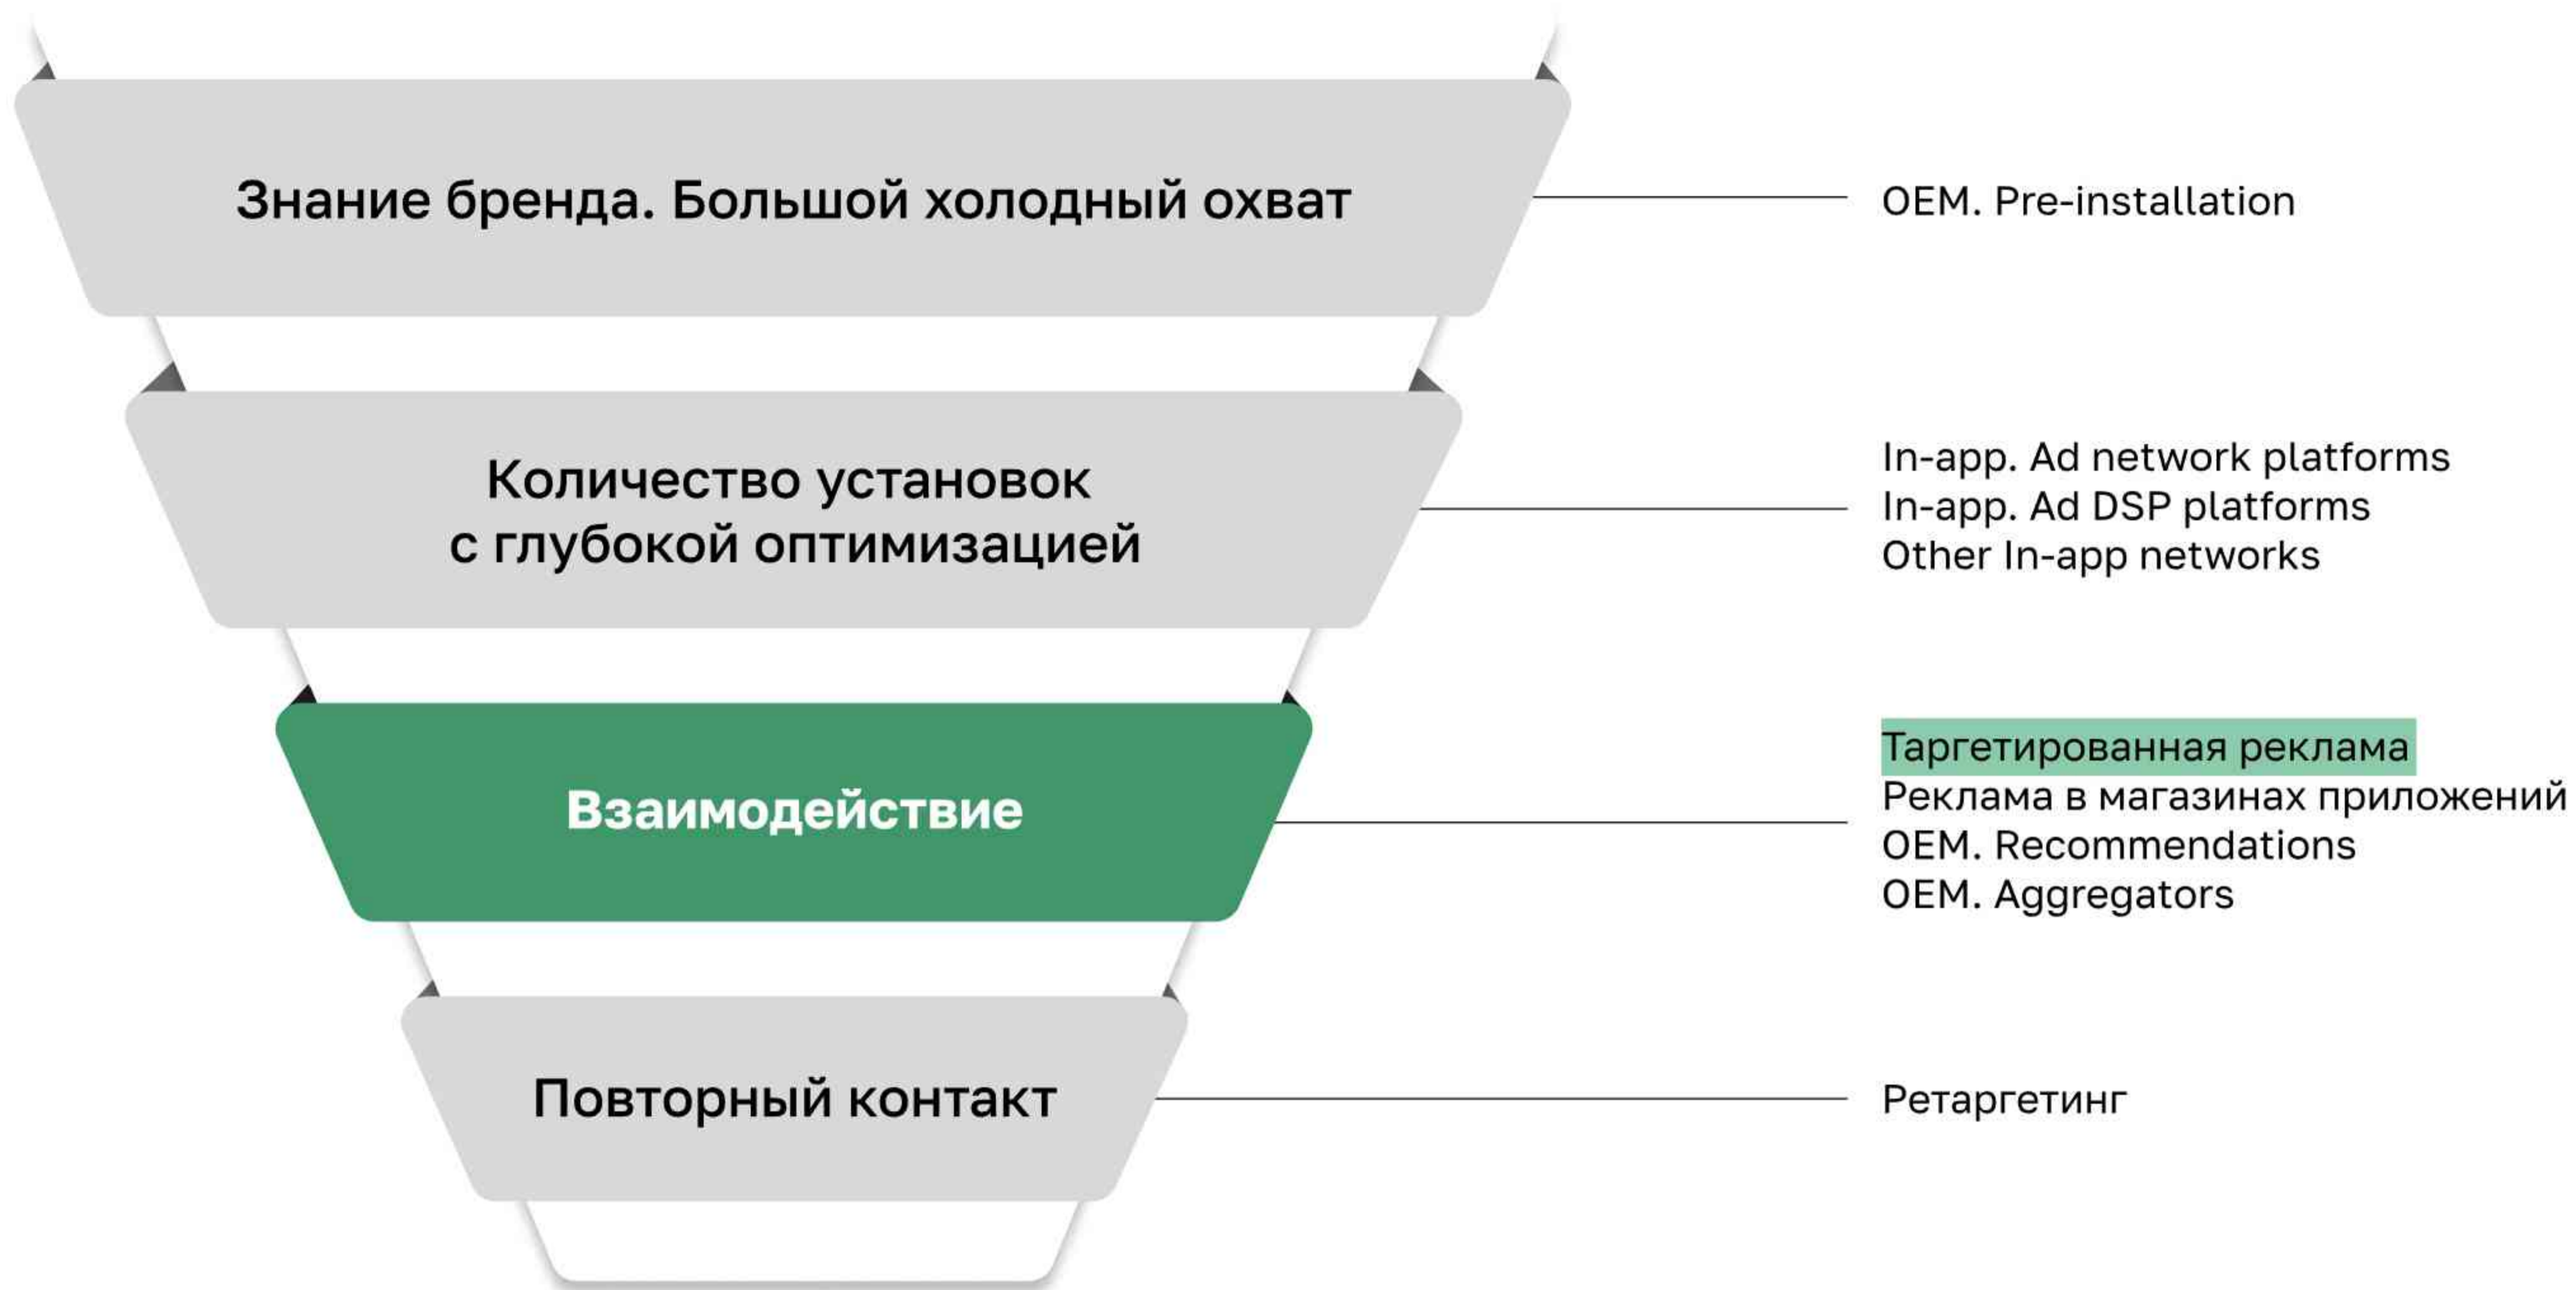 Знание бренда. Большой холодный охват
OEM. Pre-installation
Количество установок
с глубокой оптимизацией
In-app. Ad network platforms
In-app. Ad DSP platforms
Other In-app networks
Взаимодействие
Таргетированная реклама
Реклама в магазинах приложений
OEM. Recommendations
OEM. Aggregators
Повторный контакт
Ретаргетинг